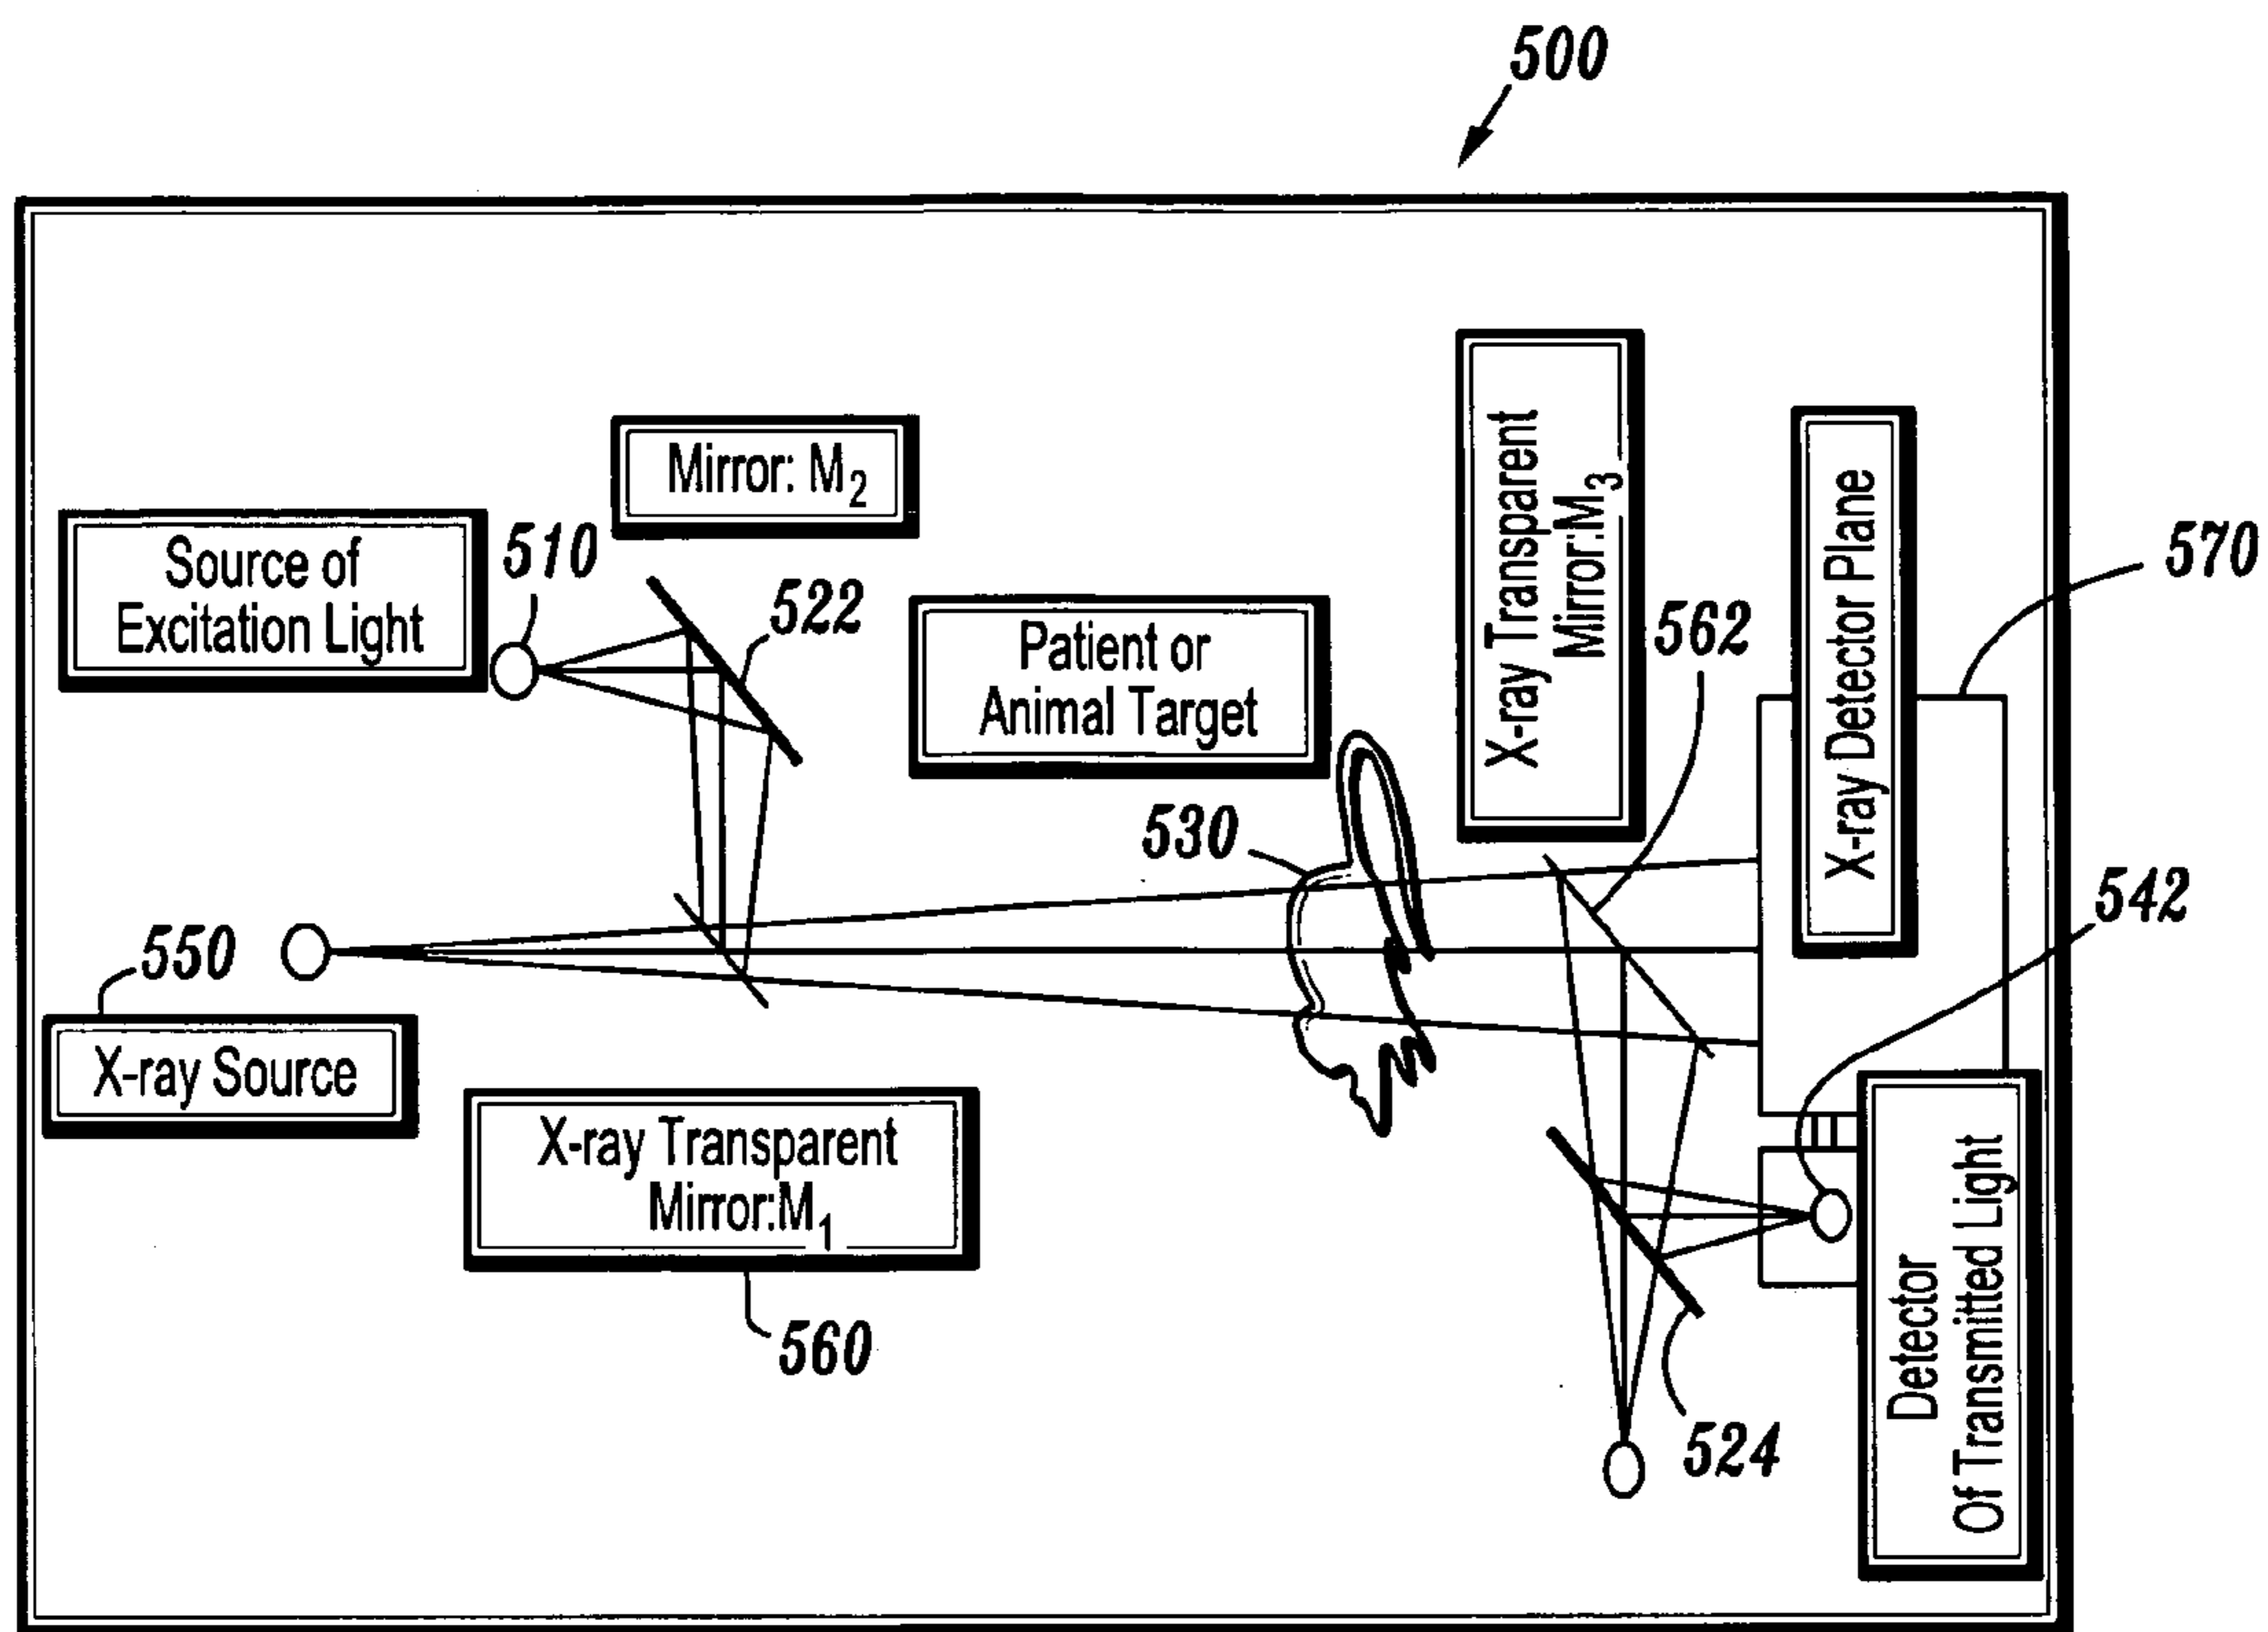 500
Mirror: M2
Source of
Excitation Light
510
522
Patient or
Animal Target
X-ray Transparent
Mirror:M3
562
X-ray Detector Plane
570
530
542
550
X-ray Source
X-ray Transparent
Mirror:M1
560
524
Detector
Of Transmitted Light